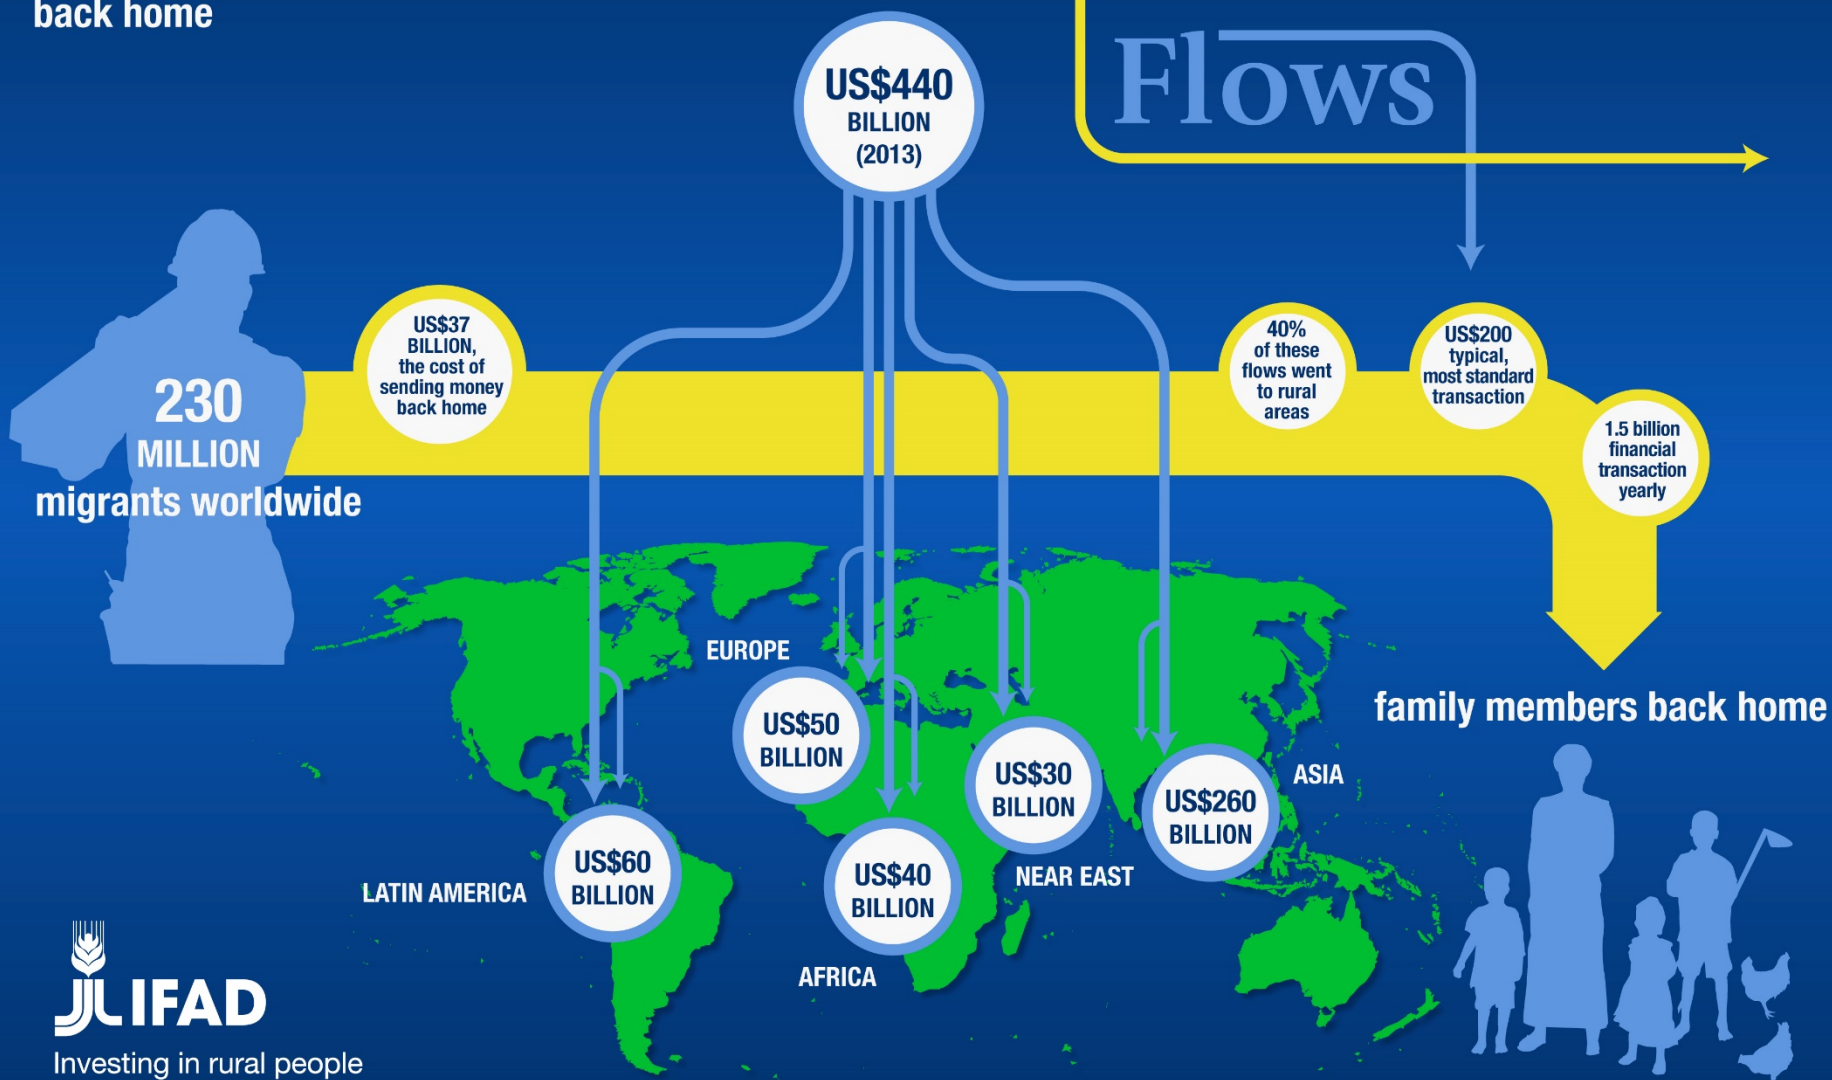 back home
Flows
US$440
BILLION
(2013)
US$37
BILLION,
the cost of
sending money
back home
40%
of these
flows went
to rural
areas
US$200
typical,
most standard
transaction
1.5 billion
financial
transaction
yearly
230
MILLION
migrants worldwide
family members back home
EUROPE
US$50
BILLION
US$30
BILLION
NEAR EAST
ASIA
US$260
BILLION
LATIN AMERICA
US$60
BILLION
US$40
BILLION
AFRICA
IFAD
Investing in rural people